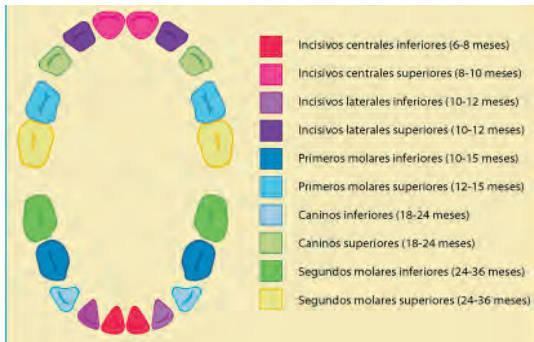 Incisivos centrales inferiores (6-8 meses)
Incisivos centrales superiores (8-10 meses)
Incisivos laterales inferiores (10-12 meses)
Incisivos laterales superiores (10-12 meses)
Primeros molares inferiores (10-15 meses)
Primeros molares superiores (12-15 meses)
Caninos inferiores (18-24 meses)
Caninos superiores (18-24 meses)
Segundos molares inferiores (24-36 meses)
Segundos molares superiores (24-36 meses)